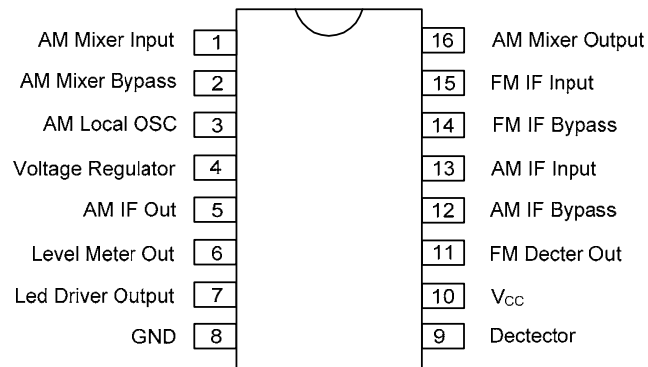 AM Mixer Input 1 16 AM Mixer Output
AM Mixer Bypass 2 15 FM IF Input
AM Local OSC 3 14 FM IF Bypass
Voltage Regulator 4 13 AM IF Input
AM IF Out 5 12 AM IF Bypass
Level Meter Out 6 11 FM Decter Out
Led Driver Output 7 10 VCC
GND 8 9 Dectector